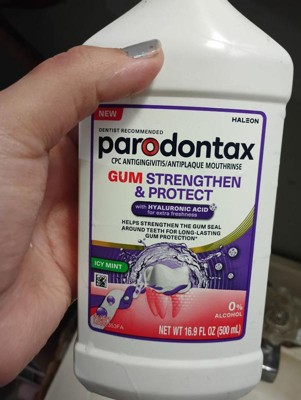 NEW
HALEON
DENTIST RECOMMENDED
parodontax
CPC ANTIGINGIVITIS/ANTIPLAQUE MOUTHRINSE
GUM STRENGTHEN
& PROTECT
with HYALURONIC ACID*
for extra freshness
HELPS STRENGTHEN THE GUM SEAL
AROUND TEETH FOR LONG-LASTING
GUM PROTECTION*
ICY MINT
0%
ALCOHOL
NET WT 16.9 FL OZ (500 mL)